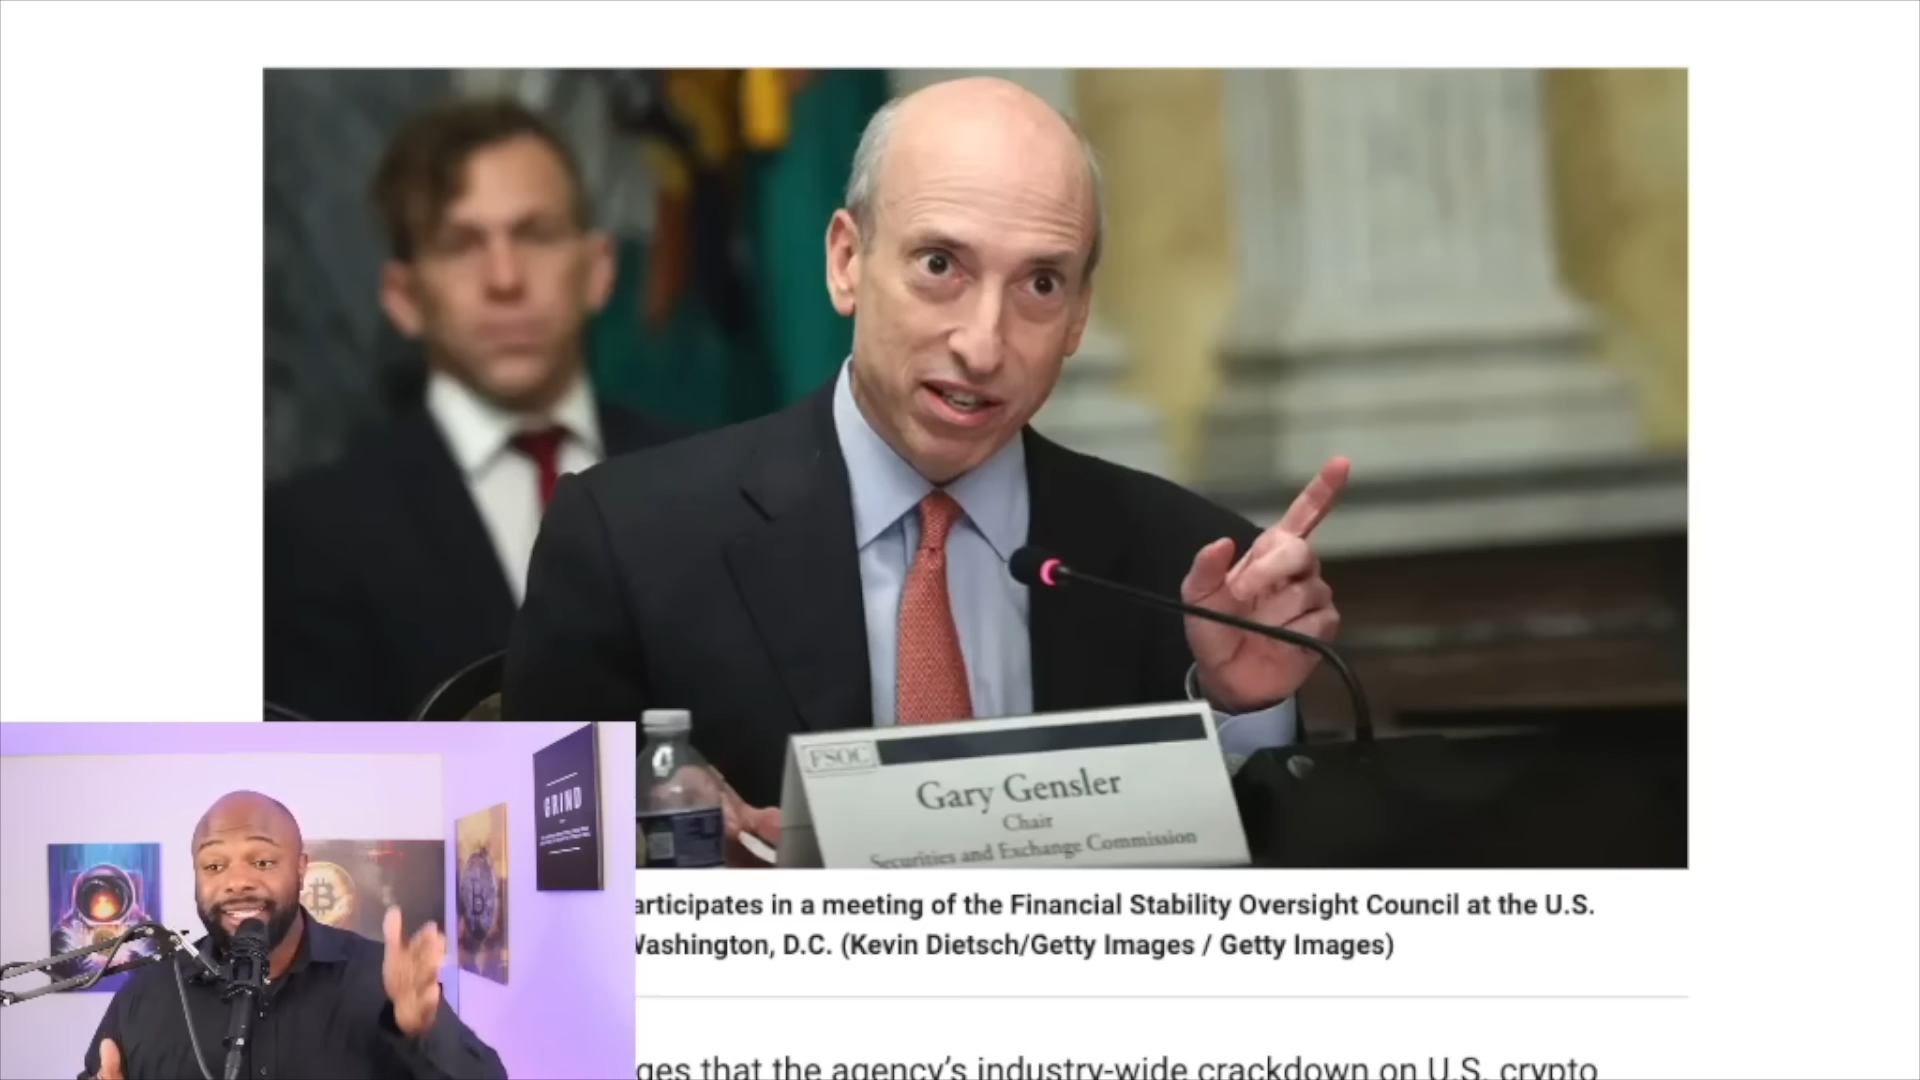 FSOC
Gary Gensler
Chair
Securities and Exchange Commission
GRIND
articipates in a meeting of the Financial Stability Oversight Council at the U.S.
Washington, D.C. (Kevin Dietsch/Getty Images / Getty Images)
ges that the agency's industry-wide crackdown on U.S. crypto